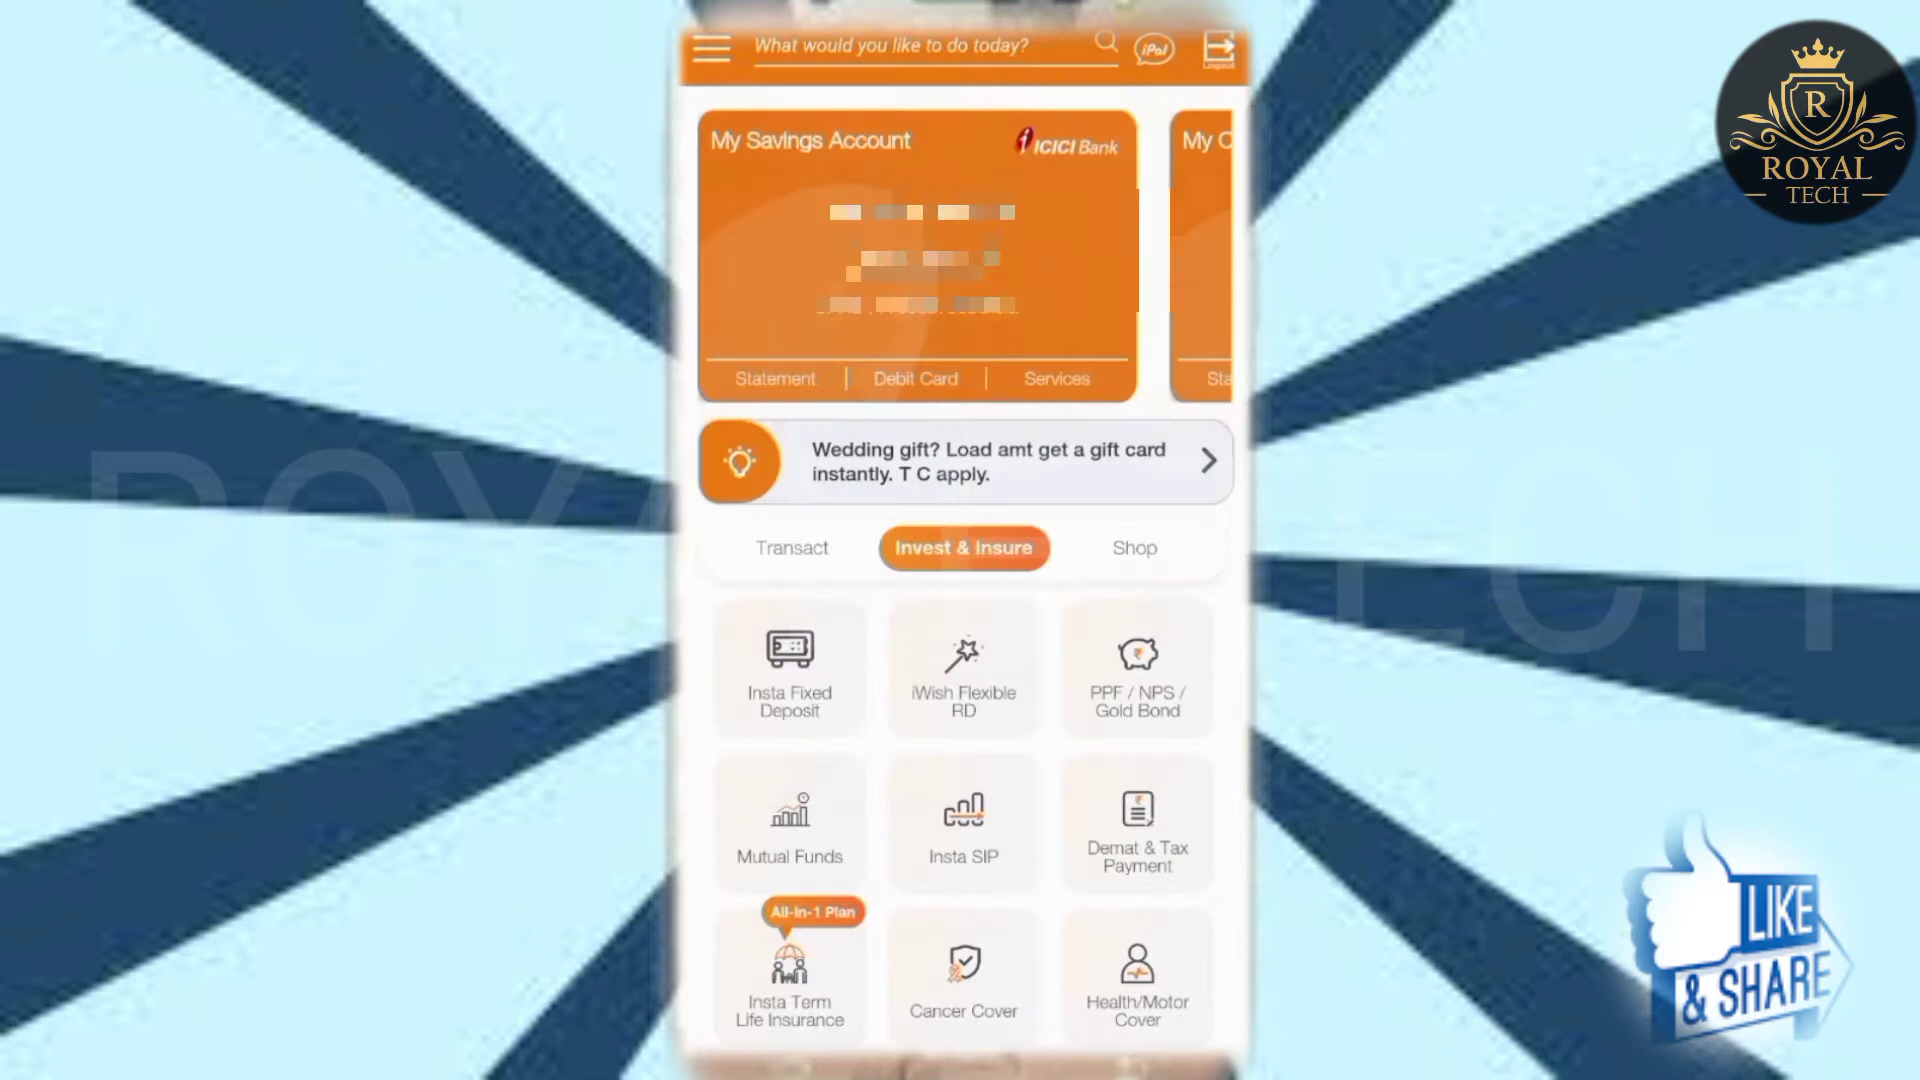 What would you like to do today?
iPal
Logout
My Savings Account
ICICI Bank
My C
Statement
Debit Card
Services
Sta
Wedding gift? Load amt get a gift card
instantly. T C apply.
Transact
Invest & Insure
Shop
Insta Fixed
Deposit
iWish Flexible
RD
PPF / NPS /
Gold Bond
Mutual Funds
Insta SIP
Demat & Tax
Payment
All-In-1 Plan
Insta Term
Life Insurance
Cancer Cover
Health/Motor
Cover
R
ROYAL
TECH
LIKE
& SHARE
ROYAL TECH